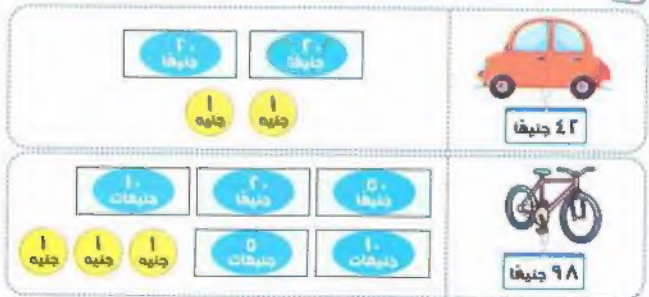 ٢٠ جنيهًا ٢٠ جنيهًا
١ جنيه ١ جنيه
٤٢ جنيهًا
٥٠ جنيهًا ٢٠ جنيهًا ١٠ جنيهات
١٠ جنيهات ٥ جنيهات ١ جنيه ١ جنيه ١ جنيه
٩٨ جنيهًا